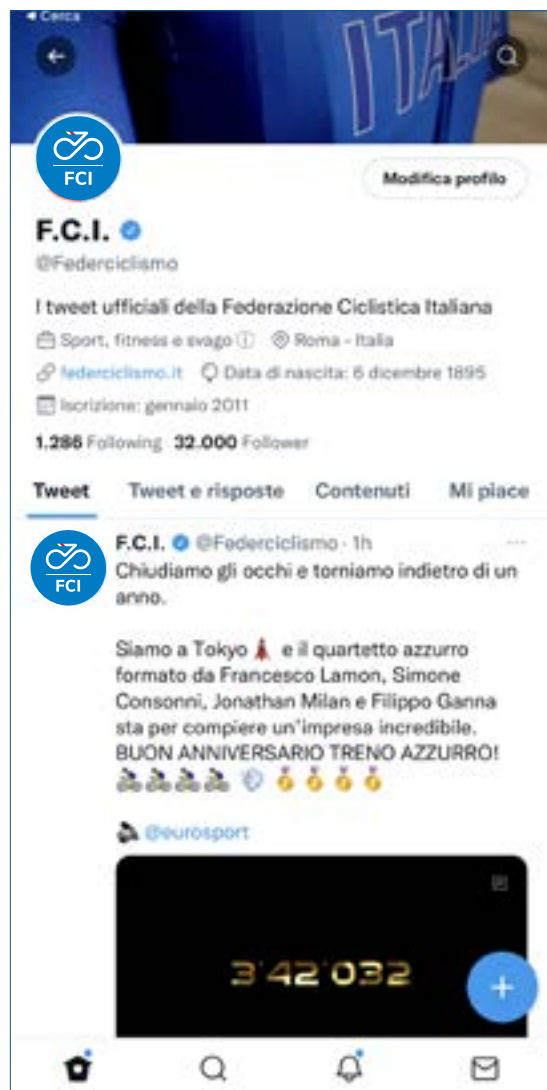 Cerca
ITALIA
FCI
Modifica profilo
F.C.I.
@Federciclismo
I tweet ufficiali della Federazione Ciclistica Italiana
Sport, fitness e svago Roma - Italia
federciclismo.it Data di nascita: 6 dicembre 1895
Iscrizione: gennaio 2011
1.286 Following 32.000 Follower
Tweet Tweet e risposte Contenuti Mi piace
F.C.I. @Federciclismo · 1h
FCI
Chiudiamo gli occhi e torniamo indietro di un
anno.
Siamo a Tokyo 🗼 e il quartetto azzurro
formato da Francesco Lamon, Simone
Consonni, Jonathan Milan e Filippo Ganna
sta per compiere un'impresa incredibile.
BUON ANNIVERSARIO TRENO AZZURRO!
@eurosport
3'42'032